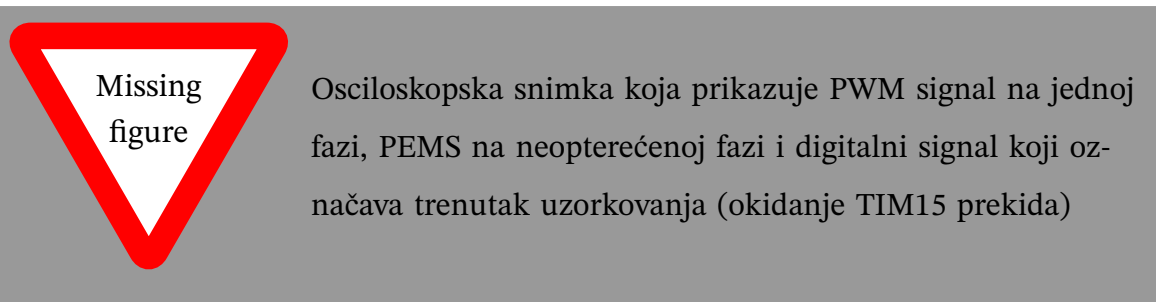 Missing
figure
Osciloskopska snimka koja prikazuje PWM signal na jednoj
fazi, PEMS na neopterećenoj fazi i digitalni signal koji oz-
načava trenutak uzorkovanja (okidanje TIM15 prekida)